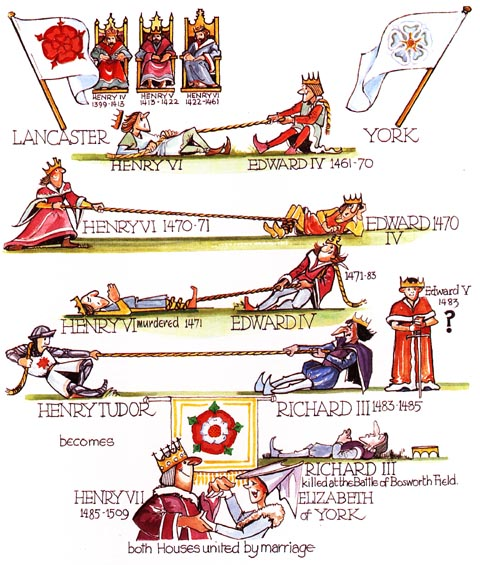 HENRY IV
1399-1413
HENRY V
1413-1422
HENRY VI
1422-1461
LANCASTER
YORK
HENRY VI
EDWARD IV 1461-70
HENRY VI 1470-71
EDWARD 1470
IV
1471-83
HENRY VI murdered 1471
EDWARD IV
Edward V
1483
?
HENRY TUDOR
RICHARD III 1483-1485
becomes
RICHARD III
killed at the Battle of Bosworth Field.
HENRY VII
1485-1509
ELIZABETH
of YORK
both Houses united by marriage